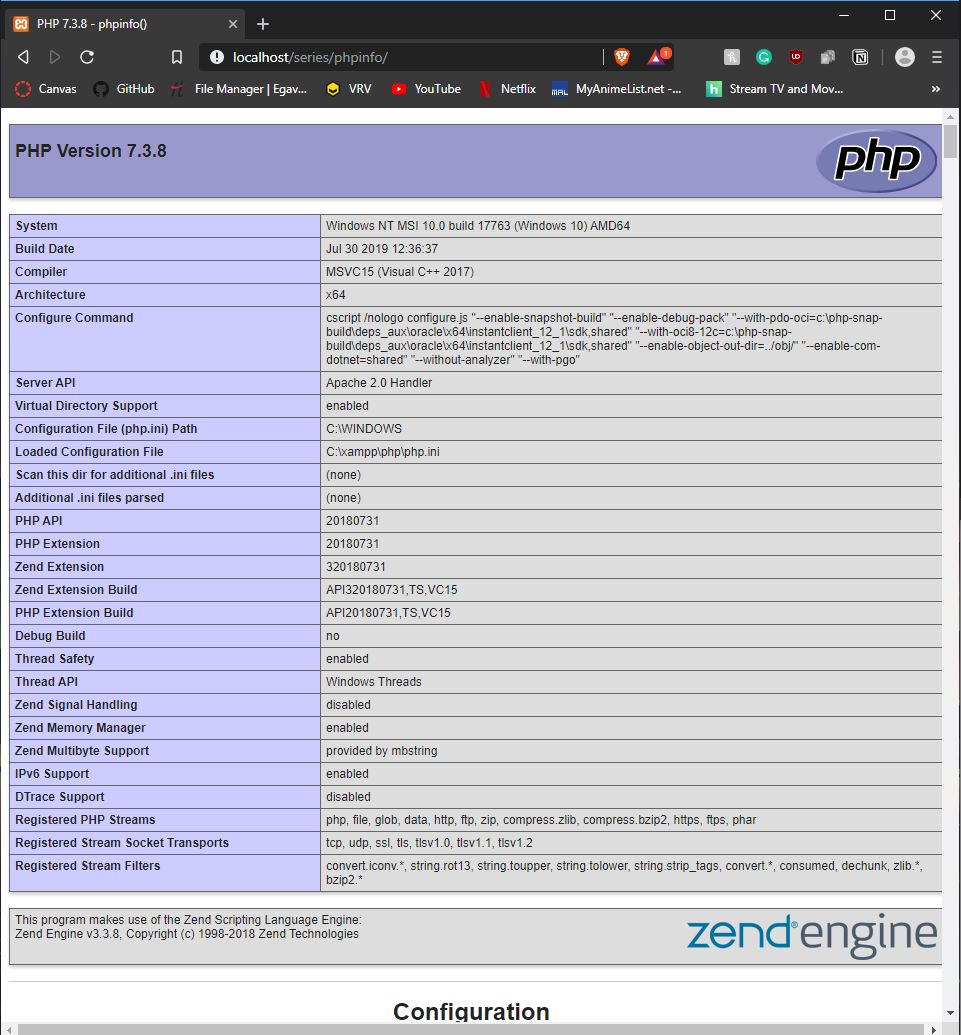 PHP 7.3.8 - phpinfo()
localhost/series/phpinfo/
1
Canvas
GitHub
File Manager | Egav...
VRV
YouTube
Netflix
MAL
MyAnimeList.net -...
h
Stream TV and Mov...
»
PHP Version 7.3.8
php
System
Windows NT MSI 10.0 build 17763 (Windows 10) AMD64
Build Date
Jul 30 2019 12:36:37
Compiler
MSVC15 (Visual C++ 2017)
Architecture
x64
Configure Command
cscript /nologo configure.js "--enable-snapshot-build" "--enable-debug-pack" "--with-pdo-oci=c:\php-snap-
build\deps_aux\oracle\x64\instantclient_12_1\sdk,shared" "--with-oci8-12c=c:\php-snap-
build\deps_aux\oracle\x64\instantclient_12_1\sdk,shared" "--enable-object-out-dir=../obj/" "--enable-com-
dotnet=shared" "--without-analyzer" "--with-pgo"
Server API
Apache 2.0 Handler
Virtual Directory Support
enabled
Configuration File (php.ini) Path
C:\WINDOWS
Loaded Configuration File
C:\xampp\php\php.ini
Scan this dir for additional .ini files
(none)
Additional .ini files parsed
(none)
PHP API
20180731
PHP Extension
20180731
Zend Extension
320180731
Zend Extension Build
API320180731,TS,VC15
PHP Extension Build
API20180731,TS,VC15
Debug Build
no
Thread Safety
enabled
Thread API
Windows Threads
Zend Signal Handling
disabled
Zend Memory Manager
enabled
Zend Multibyte Support
provided by mbstring
IPv6 Support
enabled
DTrace Support
disabled
Registered PHP Streams
php, file, glob, data, http, ftp, zip, compress.zlib, compress.bzip2, https, ftps, phar
Registered Stream Socket Transports
tcp, udp, ssl, tls, tlsv1.0, tlsv1.1, tlsv1.2
Registered Stream Filters
convert.iconv.*, string.rot13, string.toupper, string.tolower, string.strip_tags, convert.*, consumed, dechunk, zlib.*,
bzip2.*
This program makes use of the Zend Scripting Language Engine:
Zend Engine v3.3.8, Copyright (c) 1998-2018 Zend Technologies
zend® engine
Configuration